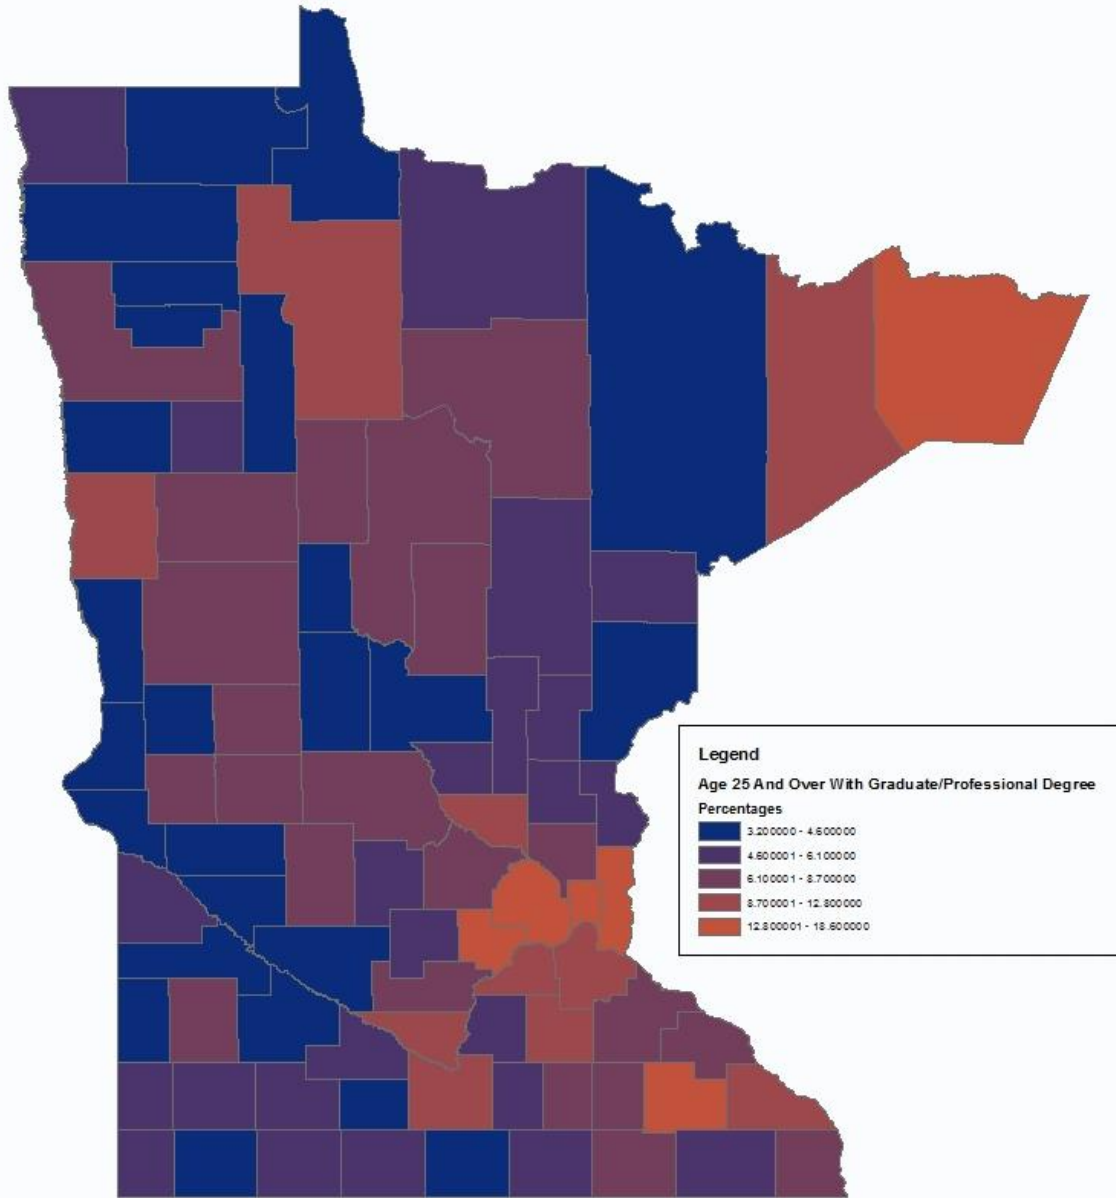 Legend
Age 25 And Over With Graduate/Professional Degree
Percentages
3.200000 - 4.600000
4.600001 - 6.100000
6.100001 - 8.700000
8.700001 - 12.800000
12.800001 - 18.600000